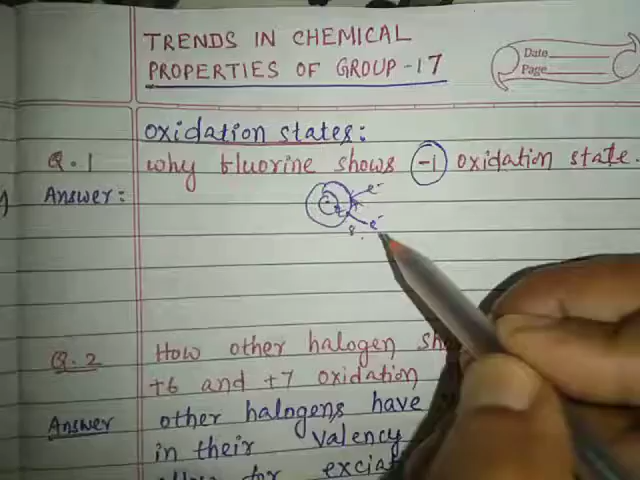 TRENDS IN CHEMICAL
PROPERTIES OF GROUP-17
Date
Page
oxidation states:
Q.1 why fluorine shows -1 oxidation state.
Answer:
e-
e-
8
Q.2 How other halogen
+6 and +7 oxidation
Answer other halogens have
in their valency